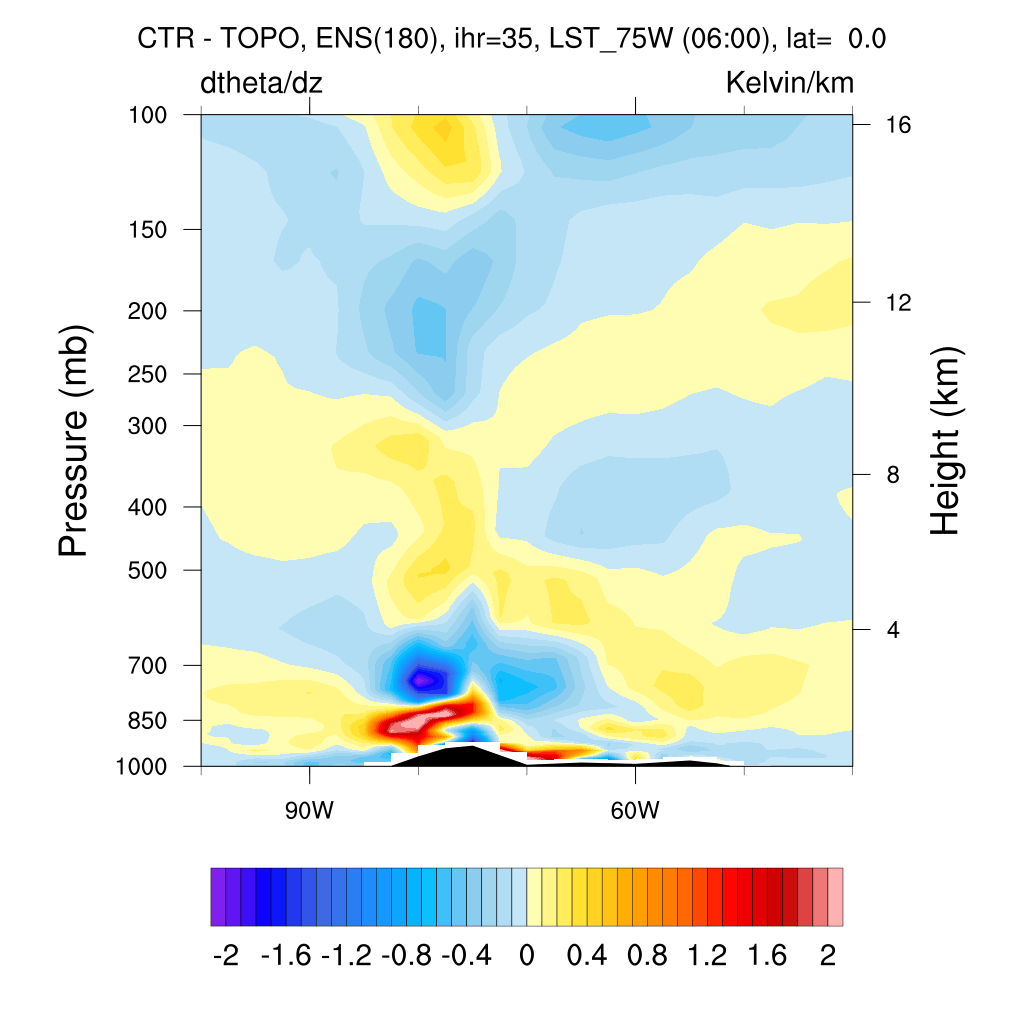 CTR - TOPO, ENS(180), ihr=35, LST_75W (06:00), lat=  0.0
dtheta/dz Kelvin/km
100
150
200
250
300
400
500
700
850
1000
Pressure (mb)
16
12
8
4
Height (km)
90W 60W
-2 -1.6 -1.2 -0.8 -0.4 0 0.4 0.8 1.2 1.6 2